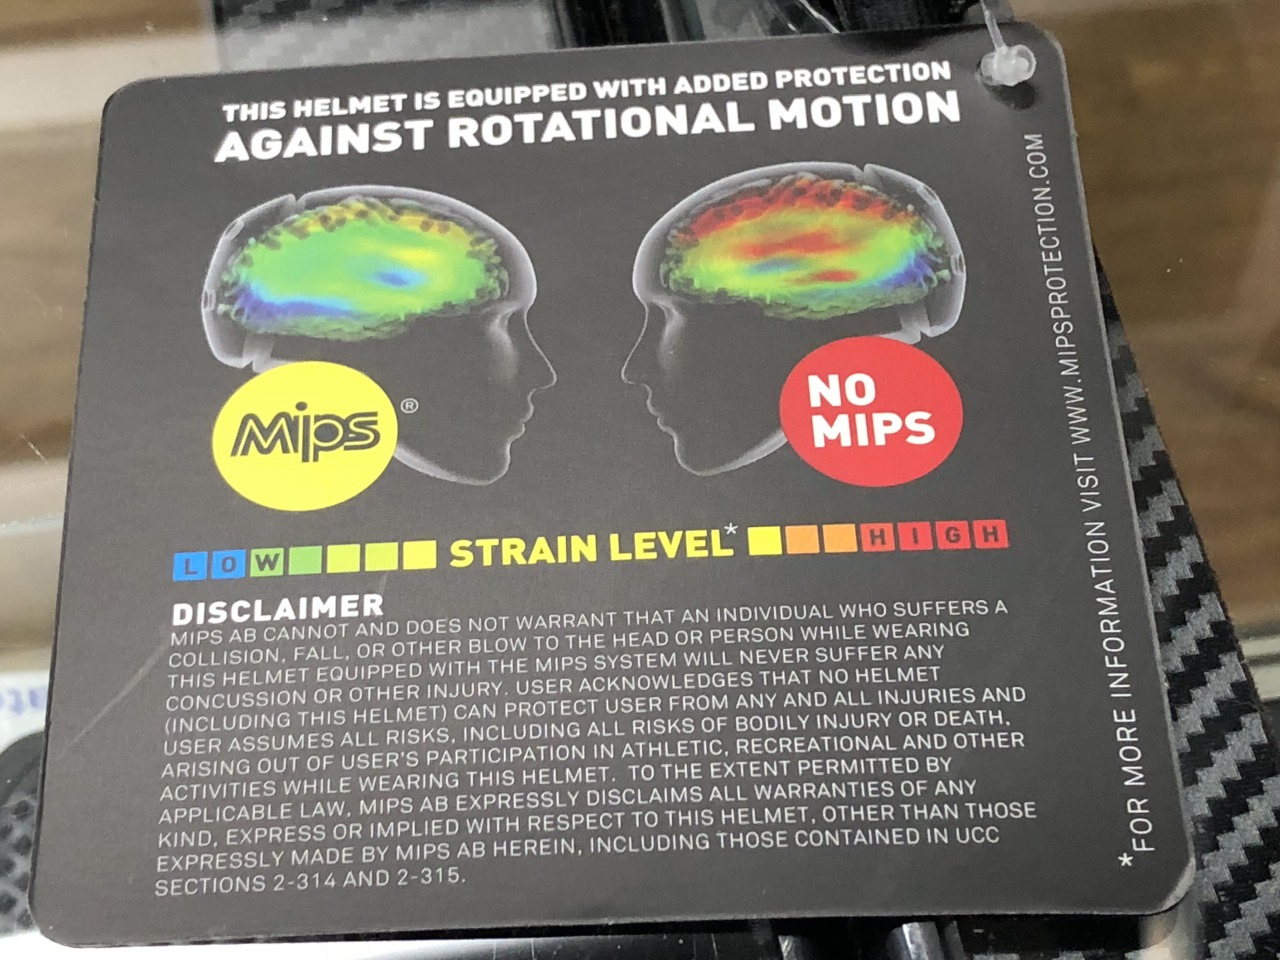 THIS HELMET IS EQUIPPED WITH ADDED PROTECTION
AGAINST ROTATIONAL MOTION
Mips ®
NO
MIPS
LOW STRAIN LEVEL* HIGH
DISCLAIMER
MIPS AB CANNOT AND DOES NOT WARRANT THAT AN INDIVIDUAL WHO SUFFERS A
COLLISION, FALL, OR OTHER BLOW TO THE HEAD OR PERSON WHILE WEARING
THIS HELMET EQUIPPED WITH THE MIPS SYSTEM WILL NEVER SUFFER ANY
CONCUSSION OR OTHER INJURY. USER ACKNOWLEDGES THAT NO HELMET
(INCLUDING THIS HELMET) CAN PROTECT USER FROM ANY AND ALL INJURIES AND
USER ASSUMES ALL RISKS, INCLUDING ALL RISKS OF BODILY INJURY OR DEATH,
ARISING OUT OF USER'S PARTICIPATION IN ATHLETIC, RECREATIONAL AND OTHER
ACTIVITIES WHILE WEARING THIS HELMET. TO THE EXTENT PERMITTED BY
APPLICABLE LAW, MIPS AB EXPRESSLY DISCLAIMS ALL WARRANTIES OF ANY
KIND, EXPRESS OR IMPLIED WITH RESPECT TO THIS HELMET, OTHER THAN THOSE
EXPRESSLY MADE BY MIPS AB HEREIN, INCLUDING THOSE CONTAINED IN UCC
SECTIONS 2-314 AND 2-315.
*FOR MORE INFORMATION VISIT WWW.MIPSPROTECTION.COM